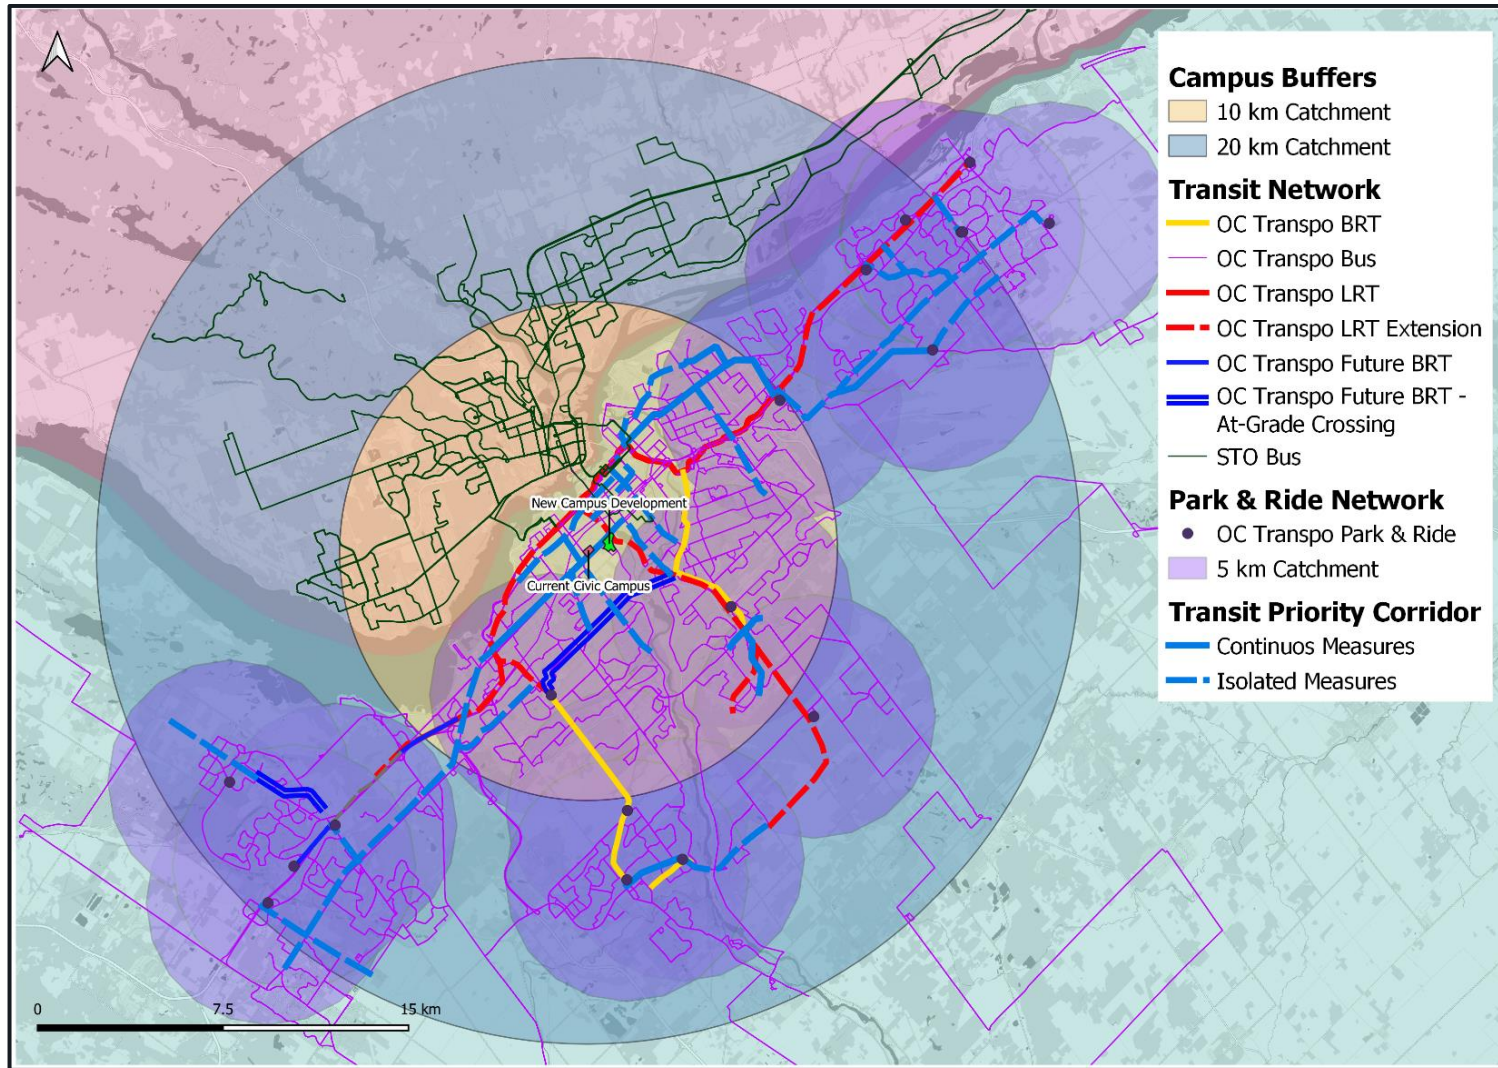 Campus Buffers
10 km Catchment
20 km Catchment
Transit Network
OC Transpo BRT
OC Transpo Bus
OC Transpo LRT
OC Transpo LRT Extension
OC Transpo Future BRT
OC Transpo Future BRT -
At-Grade Crossing
STO Bus
Park & Ride Network
OC Transpo Park & Ride
5 km Catchment
Transit Priority Corridor
Continuos Measures
Isolated Measures
New Campus Development
Current Civic Campus
0 7.5 15 km